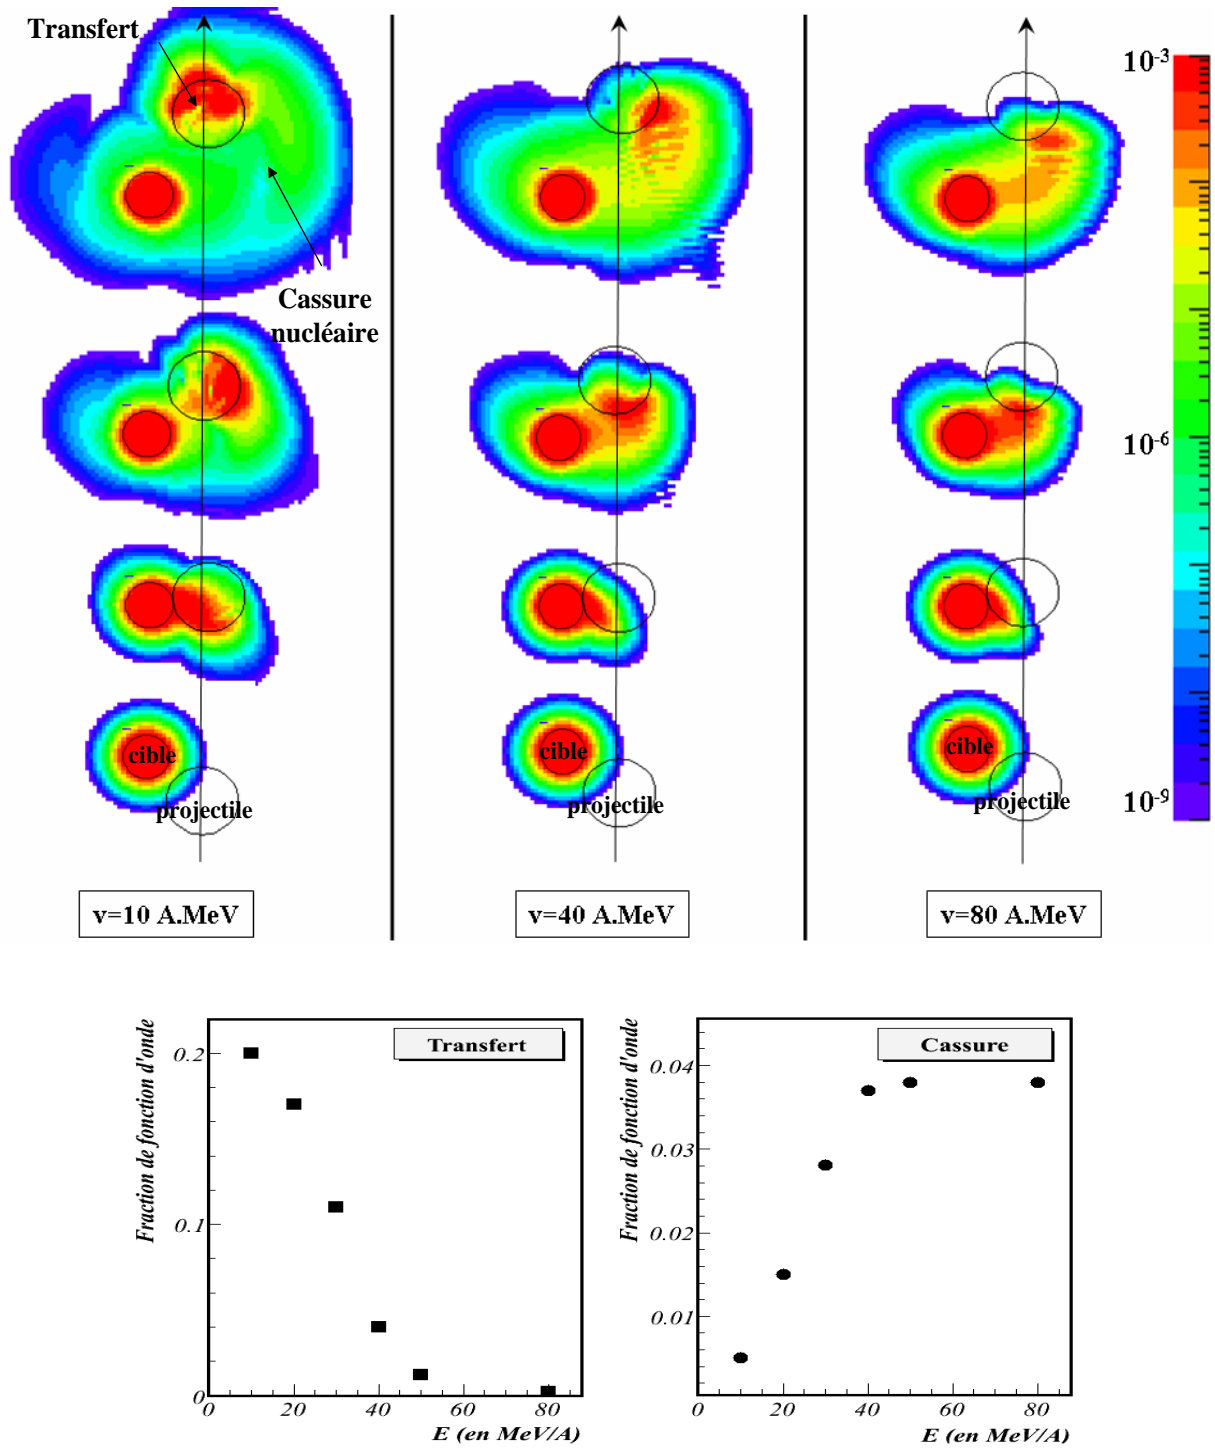 Transfert
Cassure
nucléaire
10-3
10-6
10-9
cible
projectile
cible
projectile
cible
projectile
v=10 A.MeV
v=40 A.MeV
v=80 A.MeV
Transfert
Fraction de fonction d'onde
0.2
0.1
0
0 20 40 60 80
E (en MeV/A)
Cassure
Fraction de fonction d'onde
0.04
0.03
0.02
0.01
0 20 40 60 80
E (en MeV/A)